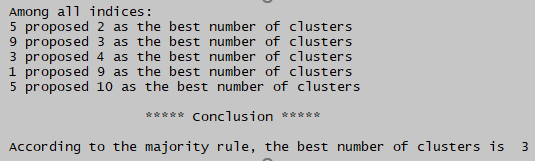 Among all indices:
5 proposed 2 as the best number of clusters
9 proposed 3 as the best number of clusters
3 proposed 4 as the best number of clusters
1 proposed 9 as the best number of clusters
5 proposed 10 as the best number of clusters
***** Conclusion *****
According to the majority rule, the best number of clusters is 3